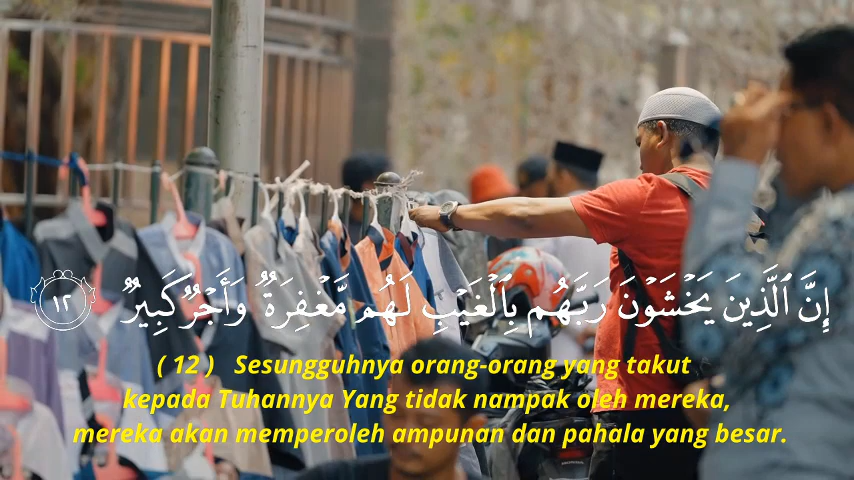 إِنَّ ٱلَّذِينَ يَخْشَوْنَ رَبَّهُم بِٱلْغَيْبِ لَهُم مَّغْفِرَةٌ وَأَجْرٌ كَبِيرٌ ١٢
( 12 ) Sesungguhnya orang-orang yang takut
kepada Tuhannya Yang tidak nampak oleh mereka,
mereka akan memperoleh ampunan dan pahala yang besar.